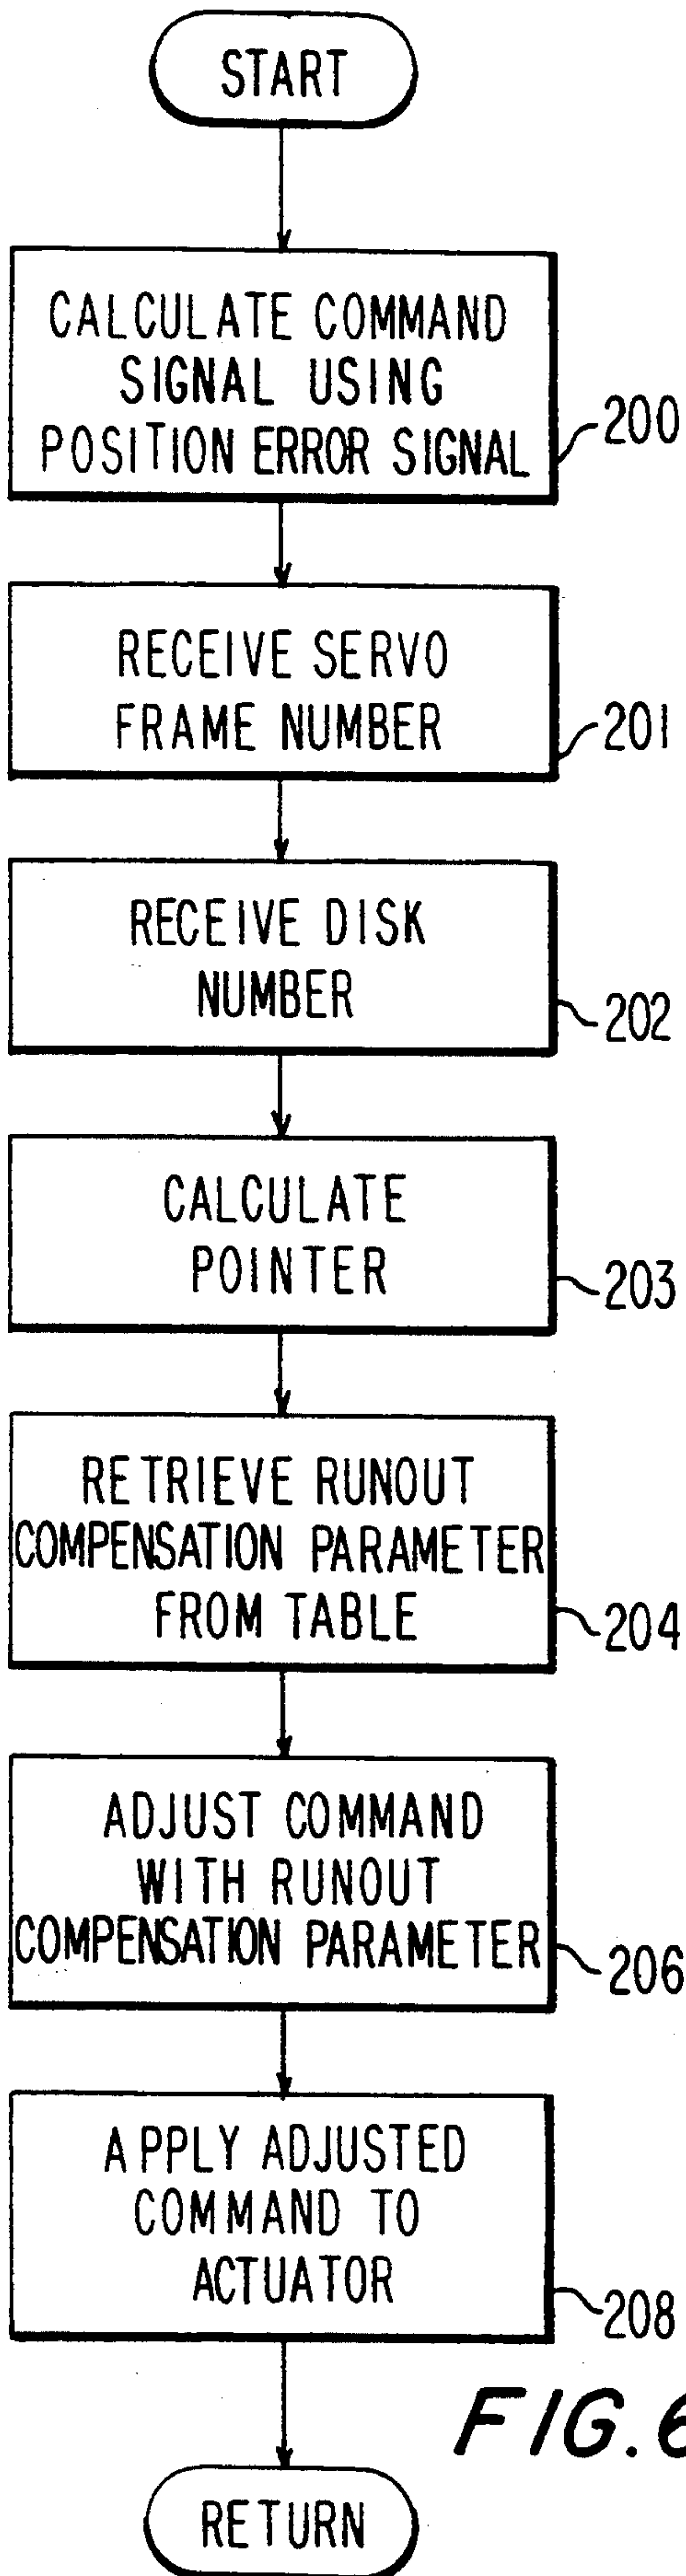 START
CALCULATE COMMAND
SIGNAL USING
POSITION ERROR SIGNAL
200
RECEIVE SERVO
FRAME NUMBER
201
RECEIVE DISK
NUMBER
202
CALCULATE
POINTER
203
RETRIEVE RUNOUT
COMPENSATION PARAMETER
FROM TABLE
204
ADJUST COMMAND
WITH RUNOUT
COMPENSATION PARAMETER
206
APPLY ADJUSTED
COMMAND TO
ACTUATOR
208
FIG. 6
RETURN